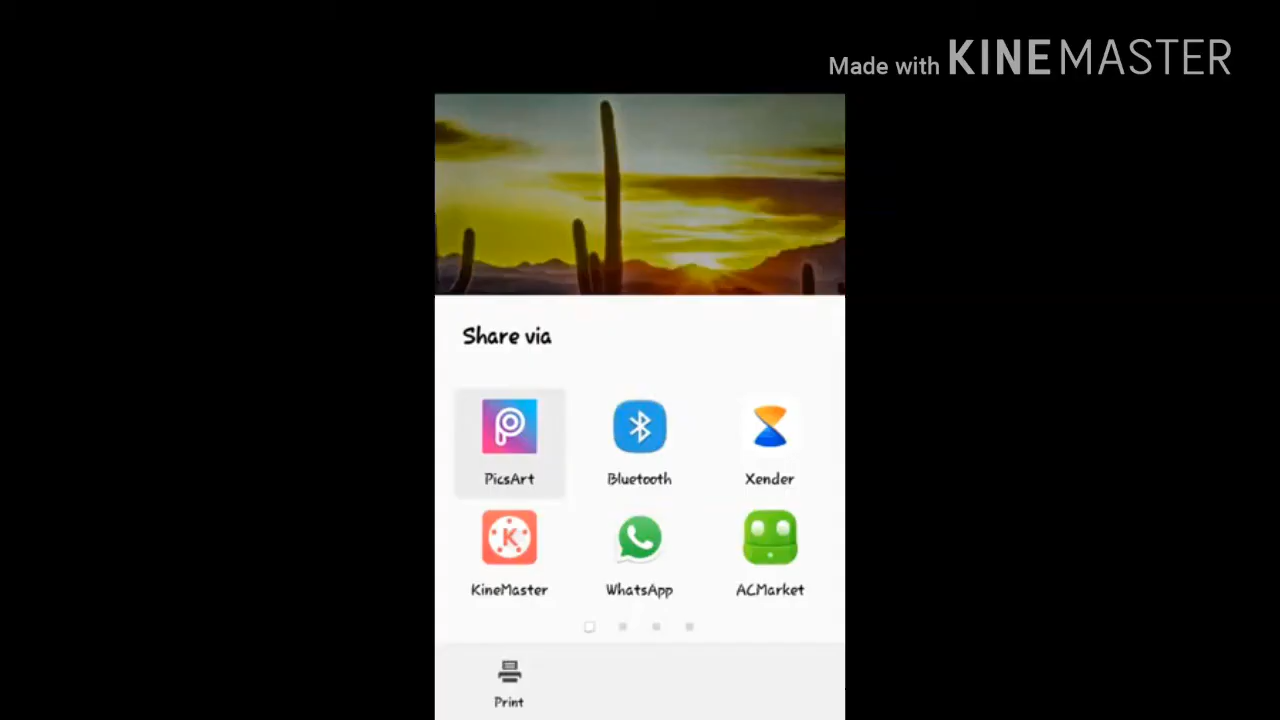 Made with KINEMASTER
Share via
PicsArt Bluetooth Xender
KineMaster WhatsApp ACMarket
Print